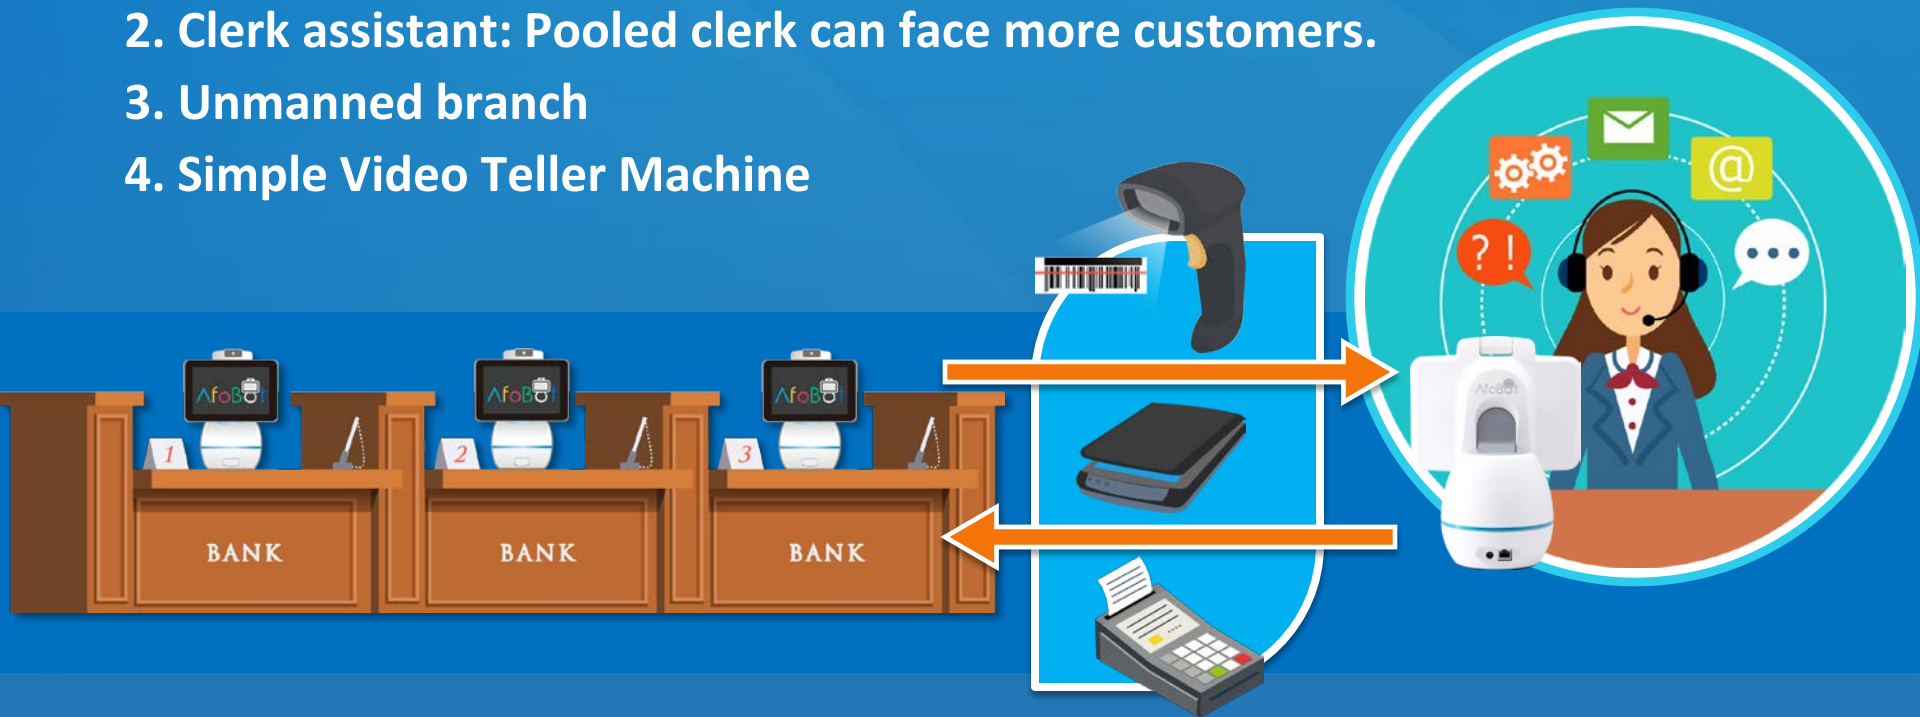 2. Clerk assistant: Pooled clerk can face more customers.
3. Unmanned branch
4. Simple Video Teller Machine
?!
@
AfoBot
AfoBot
AfoBot
AfoBot
1
2
3
BANK
BANK
BANK